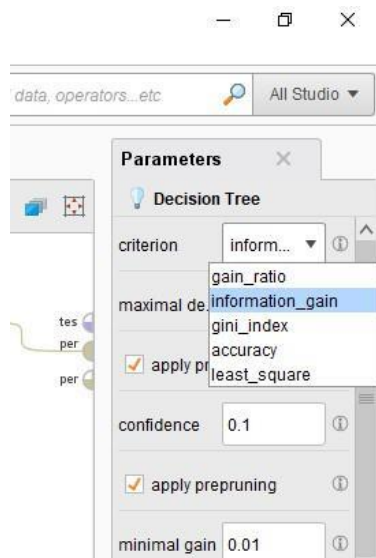 data, operators...etc
All Studio
Parameters
Decision Tree
criterion
inform...
gain_ratio
information_gain
gini_index
accuracy
least_square
maximal de.
tes
per
per
apply pr
confidence
0.1
apply prepruning
minimal gain
0.01